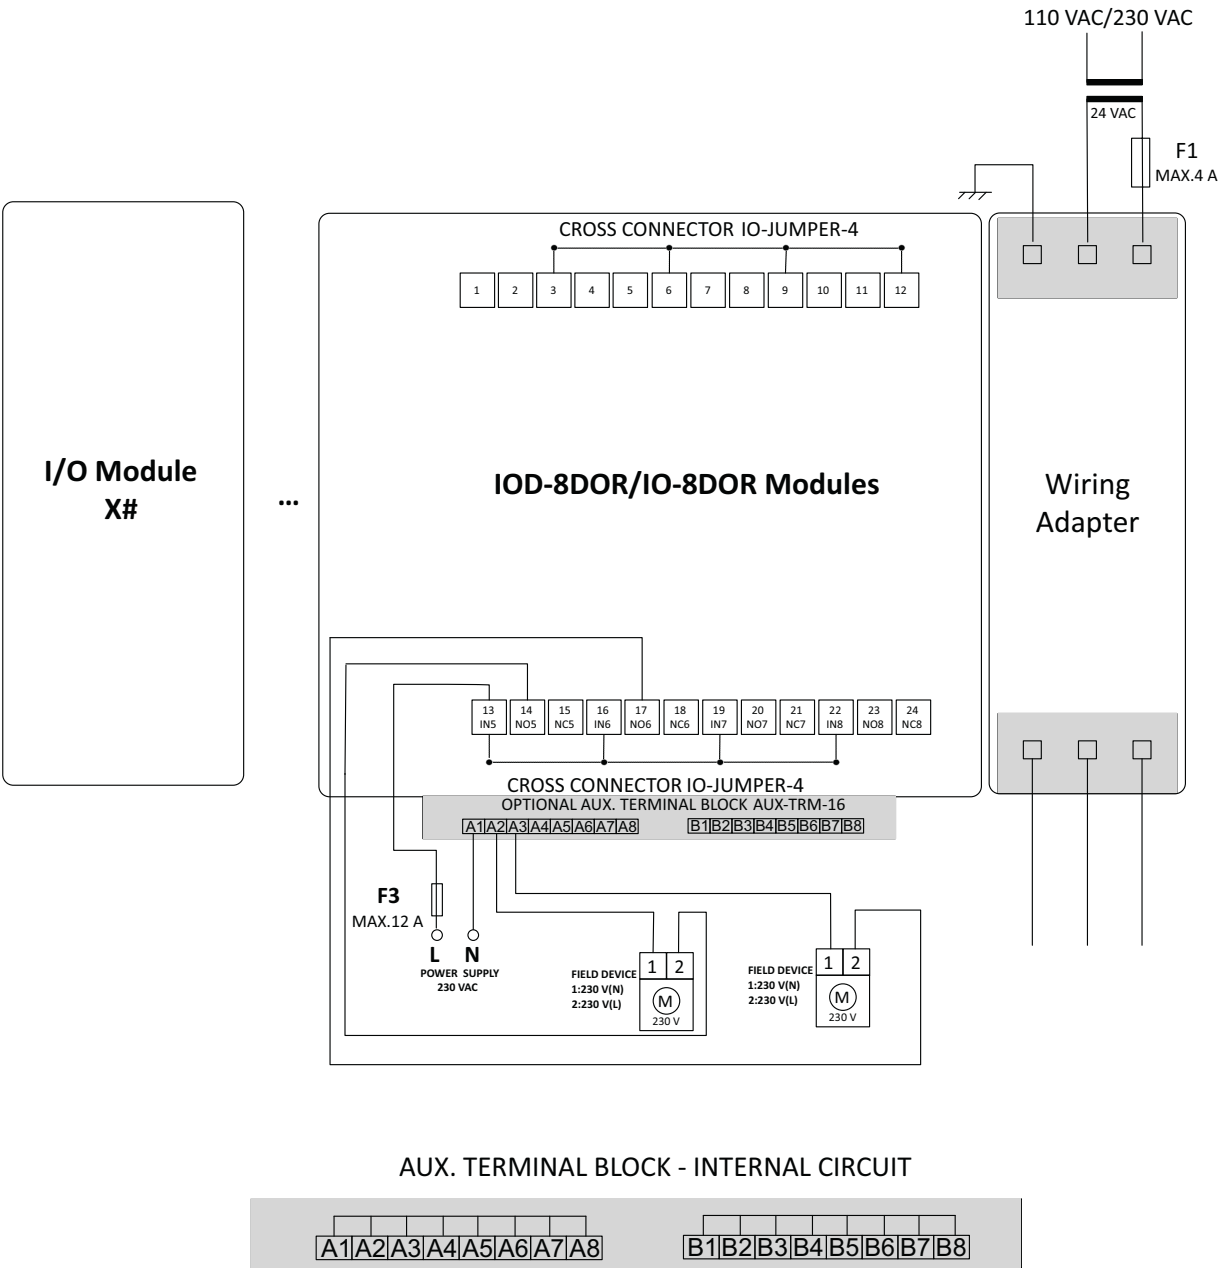 110 VAC/230 VAC
24 VAC
F1
MAX.4 A
CROSS CONNECTOR IO-JUMPER-4
1 2 3 4 5 6 7 8 9 10 11 12
I/O Module
X#
...
IOD-8DOR/IO-8DOR Modules
Wiring
Adapter
13 14 15 16 17 18 19 20 21 22 23 24
IN5 NO5 NC5 IN6 NO6 NC6 IN7 NO7 NC7 IN8 NO8 NC8
CROSS CONNECTOR IO-JUMPER-4
OPTIONAL AUX. TERMINAL BLOCK AUX-TRM-16
A1 A2 A3 A4 A5 A6 A7 A8 B1 B2 B3 B4 B5 B6 B7 B8
F3
MAX.12 A
L N
POWER SUPPLY
230 VAC
FIELD DEVICE
1:230 V(N)
2:230 V(L)
1 2
M
230 V
FIELD DEVICE
1:230 V(N)
2:230 V(L)
1 2
M
230 V
AUX. TERMINAL BLOCK - INTERNAL CIRCUIT
A1 A2 A3 A4 A5 A6 A7 A8 B1 B2 B3 B4 B5 B6 B7 B8